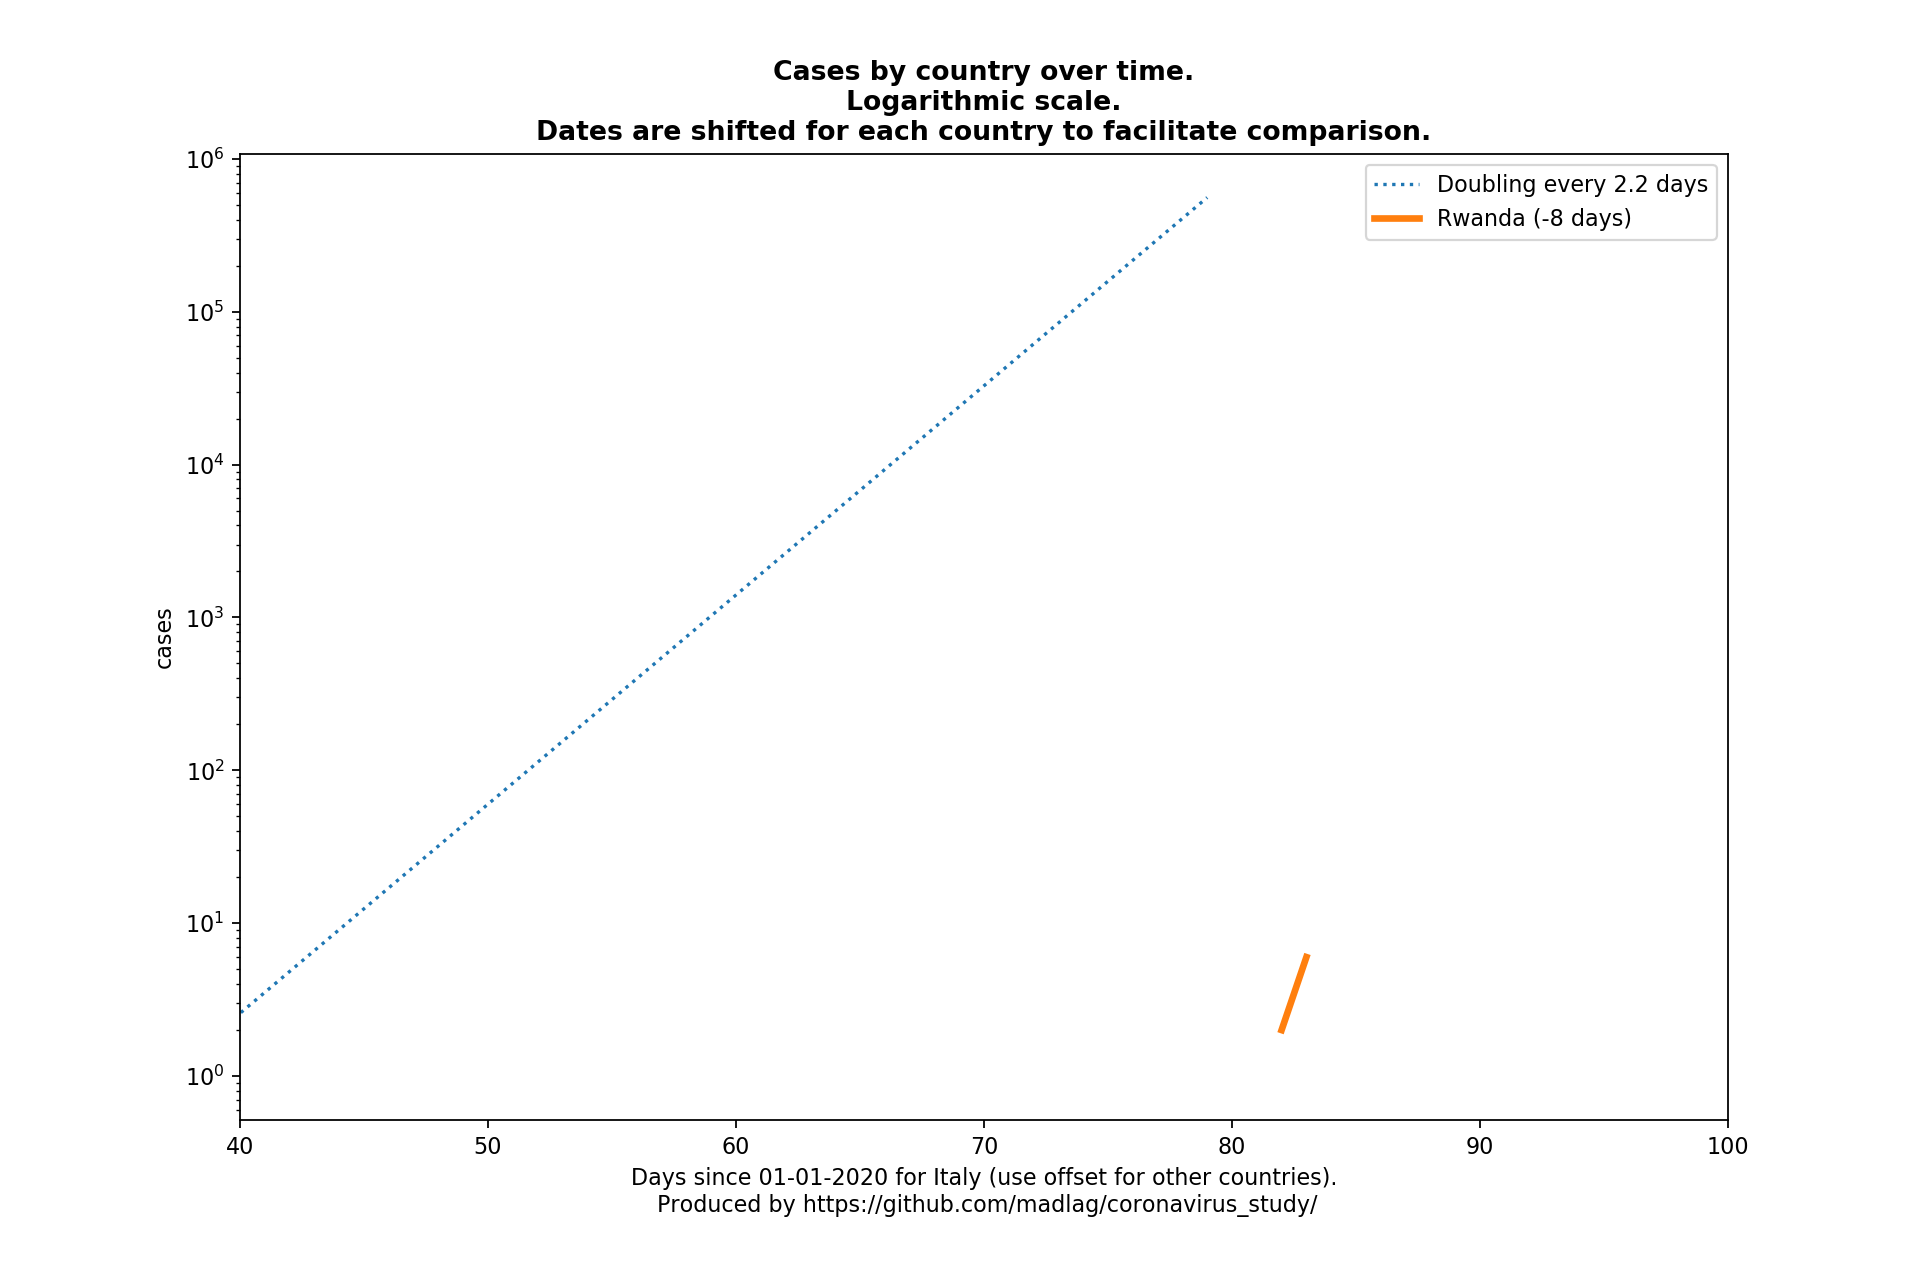 Cases by country over time.
Logarithmic scale.
Dates are shifted for each country to facilitate comparison.
Doubling every 2.2 days
Rwanda (-8 days)
cases
10⁶
10⁵
10⁴
10³
10²
10¹
10⁰
40 50 60 70 80 90 100
Days since 01-01-2020 for Italy (use offset for other countries).
Produced by https://github.com/madlag/coronavirus_study/